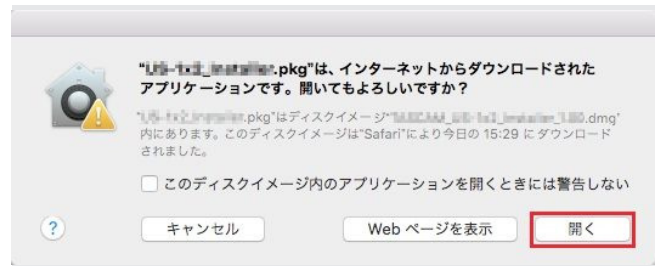 .pkg"は、インターネットからダウンロードされた
アプリケーションです。開いてもよろしいですか？
.pkg"はディスクイメージ" .dmg"
内にあります。このディスクイメージは"Safari"により今日の 15:29 に ダウンロード
されました。
このディスクイメージ内のアプリケーションを開くときには警告しない
?
キャンセル
Web ページを表示
開く